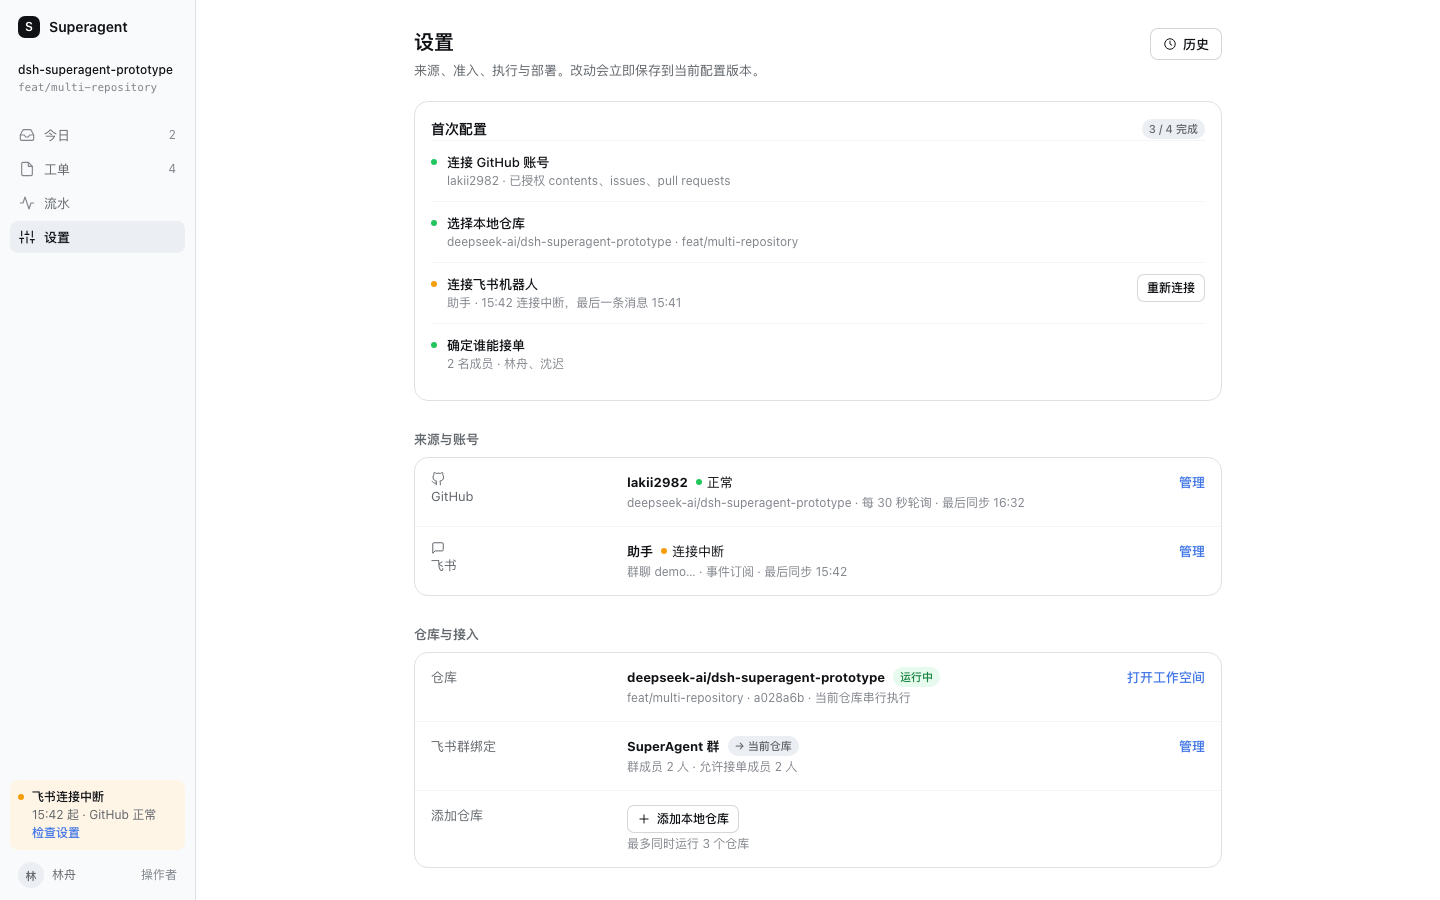 S Superagent
dsh-superagent-prototype
feat/multi-repository
今日 2
工单 4
流水
设置
飞书连接中断
15:42 起 · GitHub 正常
检查设置
林 林舟 操作者
设置
历史
来源、准入、执行与部署。改动会立即保存到当前配置版本。
首次配置
3 / 4 完成
连接 GitHub 账号
lakii2982 · 已授权 contents、issues、pull requests
选择本地仓库
deepseek-ai/dsh-superagent-prototype · feat/multi-repository
连接飞书机器人
助手 · 15:42 连接中断，最后一条消息 15:41
重新连接
确定谁能接单
2 名成员 · 林舟、沈迟
来源与账号
GitHub
lakii2982 正常
deepseek-ai/dsh-superagent-prototype · 每 30 秒轮询 · 最后同步 16:32
管理
飞书
助手 连接中断
群聊 demo... · 事件订阅 · 最后同步 15:42
管理
仓库与接入
仓库
deepseek-ai/dsh-superagent-prototype 运行中
feat/multi-repository · a028a6b · 当前仓库串行执行
打开工作空间
飞书群绑定
SuperAgent 群 → 当前仓库
群成员 2 人 · 允许接单成员 2 人
管理
添加仓库
+ 添加本地仓库
最多同时运行 3 个仓库